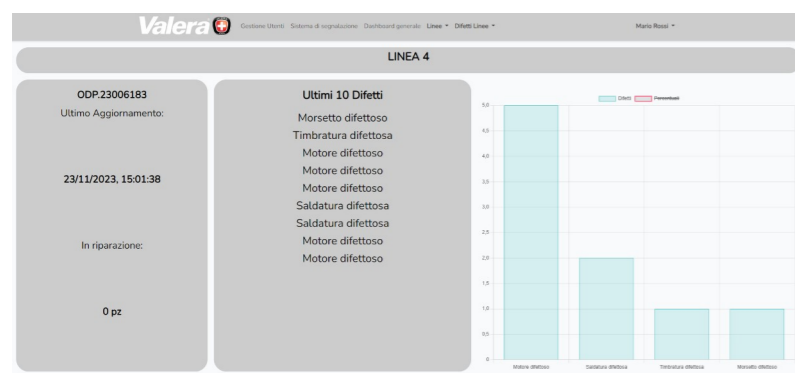 Valera
Gestione Utenti Sistema di segnalazione Dashboard generale Linee Difetti Linee
Mario Rossi
LINEA 4
ODP.23006183
Ultimo Aggiornamento:
23/11/2023, 15:01:38
In riparazione:
0 pz
Ultimi 10 Difetti
Morsetto difettoso
Timbratura difettosa
Motore difettoso
Motore difettoso
Motore difettoso
Saldatura difettosa
Saldatura difettosa
Motore difettoso
Motore difettoso
Difetti Percentuali
5,0
4,5
4,0
3,5
3,0
2,5
2,0
1,5
1,0
0,5
0
Motore difettoso Saldatura difettosa Timbratura difettosa Morsetto difettoso